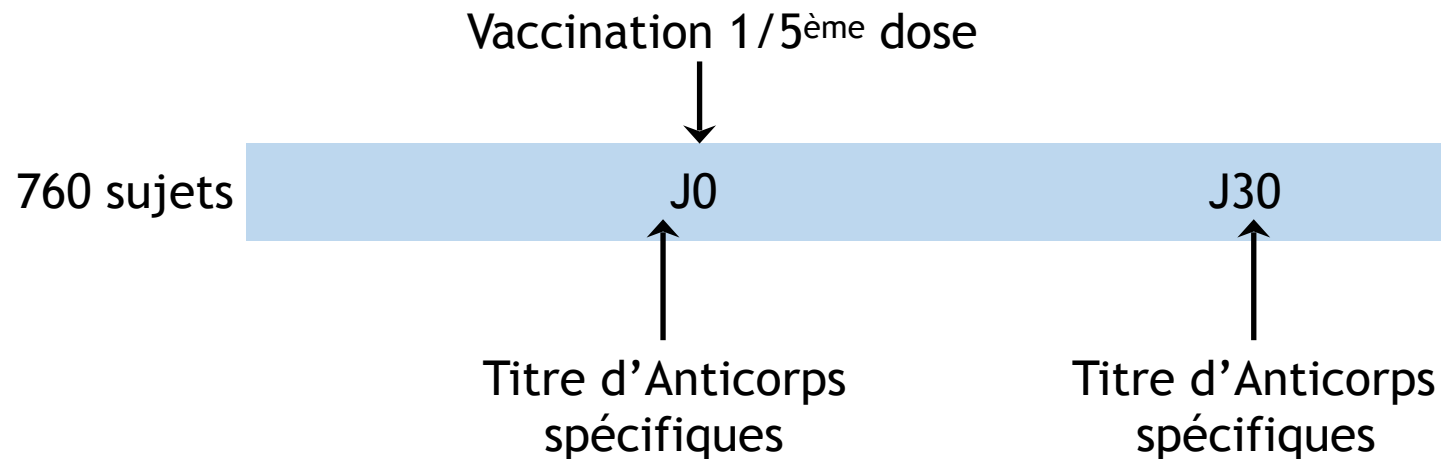 Vaccination 1/5ème dose
760 sujets
J0
J30
Titre d’Anticorps
spécifiques
Titre d’Anticorps
spécifiques